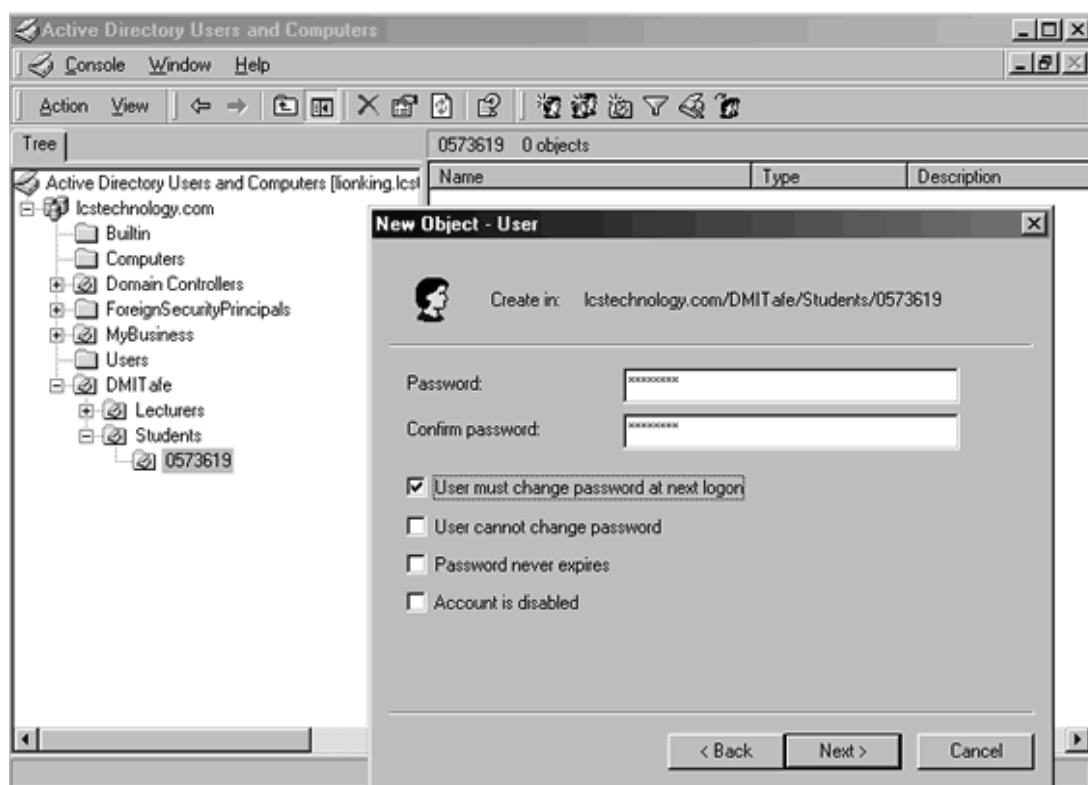 Active Directory Users and Computers
Console Window Help
Action View
Tree
0573619 0 objects
Active Directory Users and Computers [lionking.lcst
Name Type Description
lcstechnology.com
Builtin
Computers
Domain Controllers
ForeignSecurityPrincipals
MyBusiness
Users
DMITafe
Lecturers
Students
0573619
New Object - User
Create in: lcstechnology.com/DMITafe/Students/0573619
Password: ********
Confirm password: ********
User must change password at next logon
User cannot change password
Password never expires
Account is disabled
< Back Next > Cancel